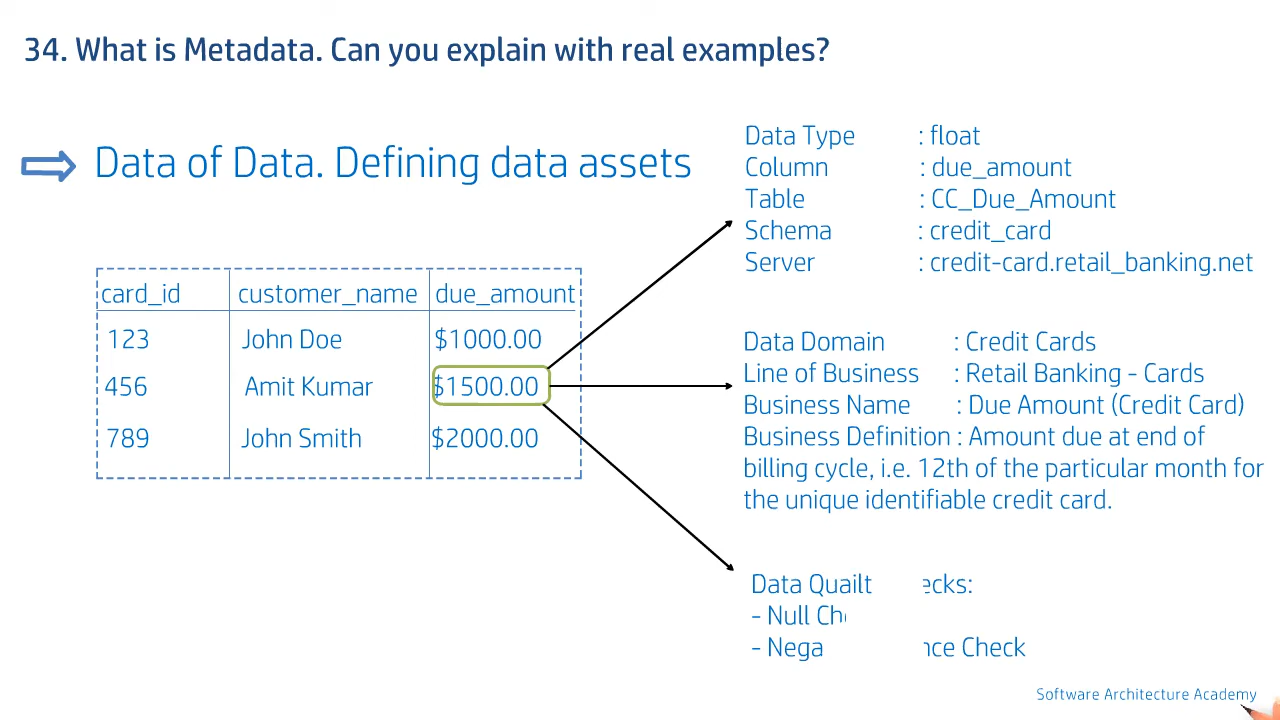 34. What is Metadata. Can you explain with real examples?
Data of Data. Defining data assets
card_id customer_name due_amount
123 John Doe $1000.00
456 Amit Kumar $1500.00
789 John Smith $2000.00
Data Type : float
Column : due_amount
Table : CC_Due_Amount
Schema : credit_card
Server : credit-card.retail_banking.net
Data Domain : Credit Cards
Line of Business : Retail Banking - Cards
Business Name : Due Amount (Credit Card)
Business Definition : Amount due at end of
billing cycle, i.e. 12th of the particular month for
the unique identifiable credit card.
Data Quailt ecks:
- Null Ch
- Nega nce Check
Software Architecture Academy